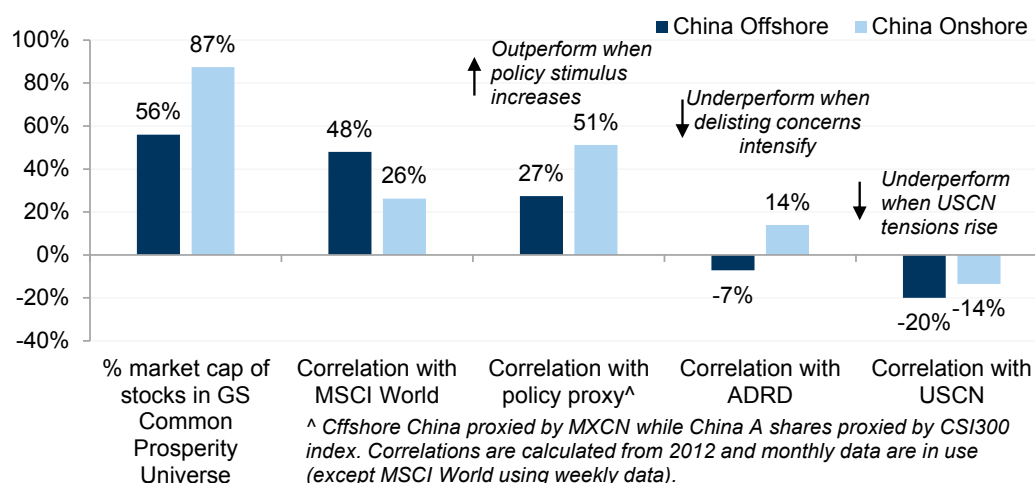 China Offshore China Onshore
100%
80%
60%
40%
20%
0%
-20%
-40%
56%
87%
48%
26%
27%
51%
-7%
14%
-20%
-14%
Outperform when
policy stimulus
increases
Underperform when
delisting concerns
intensify
Underperform
when USCN
tensions rise
% market cap of
stocks in GS
Common
Prosperity
Universe
Correlation with
MSCI World
Correlation with
policy proxy^
Correlation with
ADRD
Correlation with
USCN
^ Cffshore China proxied by MXCN while China A shares proxied by CSI300
index. Correlations are calculated from 2012 and monthly data are in use
(except MSCI World using weekly data).